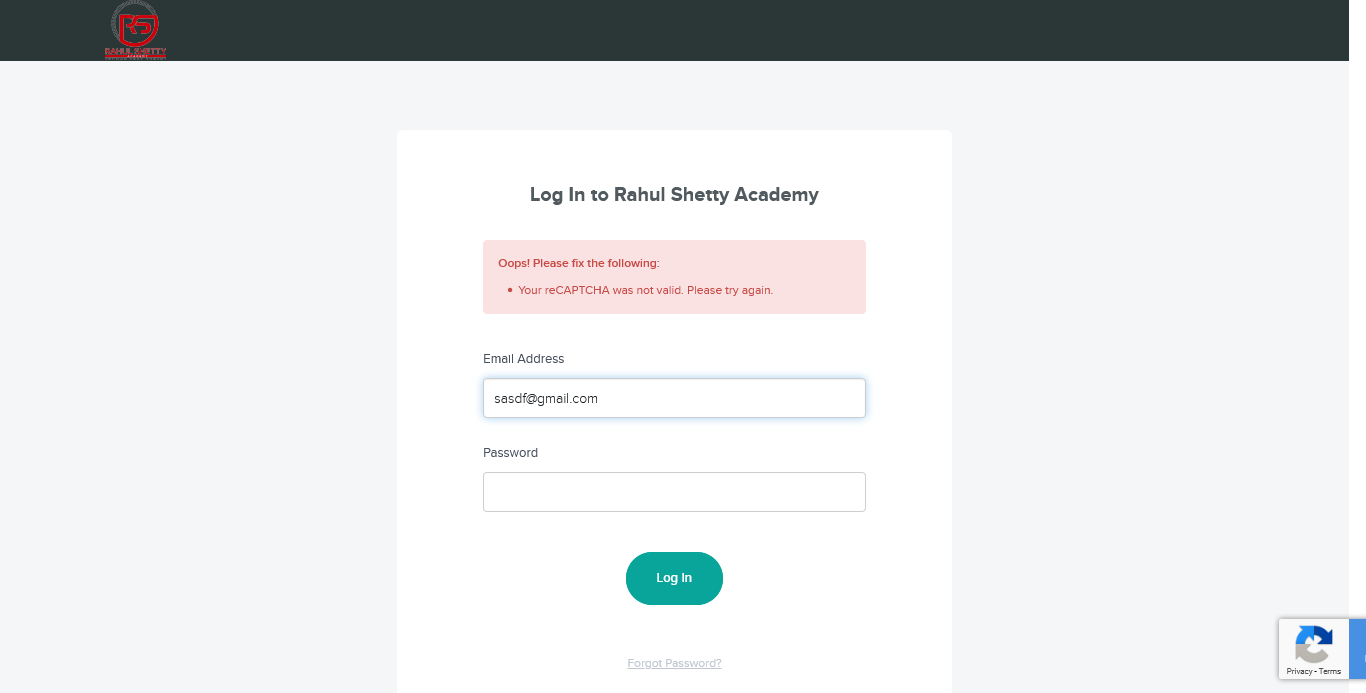 RAHUL SHETTY
Log In to Rahul Shetty Academy
Oops! Please fix the following:
Your reCAPTCHA was not valid. Please try again.
Email Address
sasdf@gmail.com
Password
Log In
Forgot Password?
Privacy - Terms